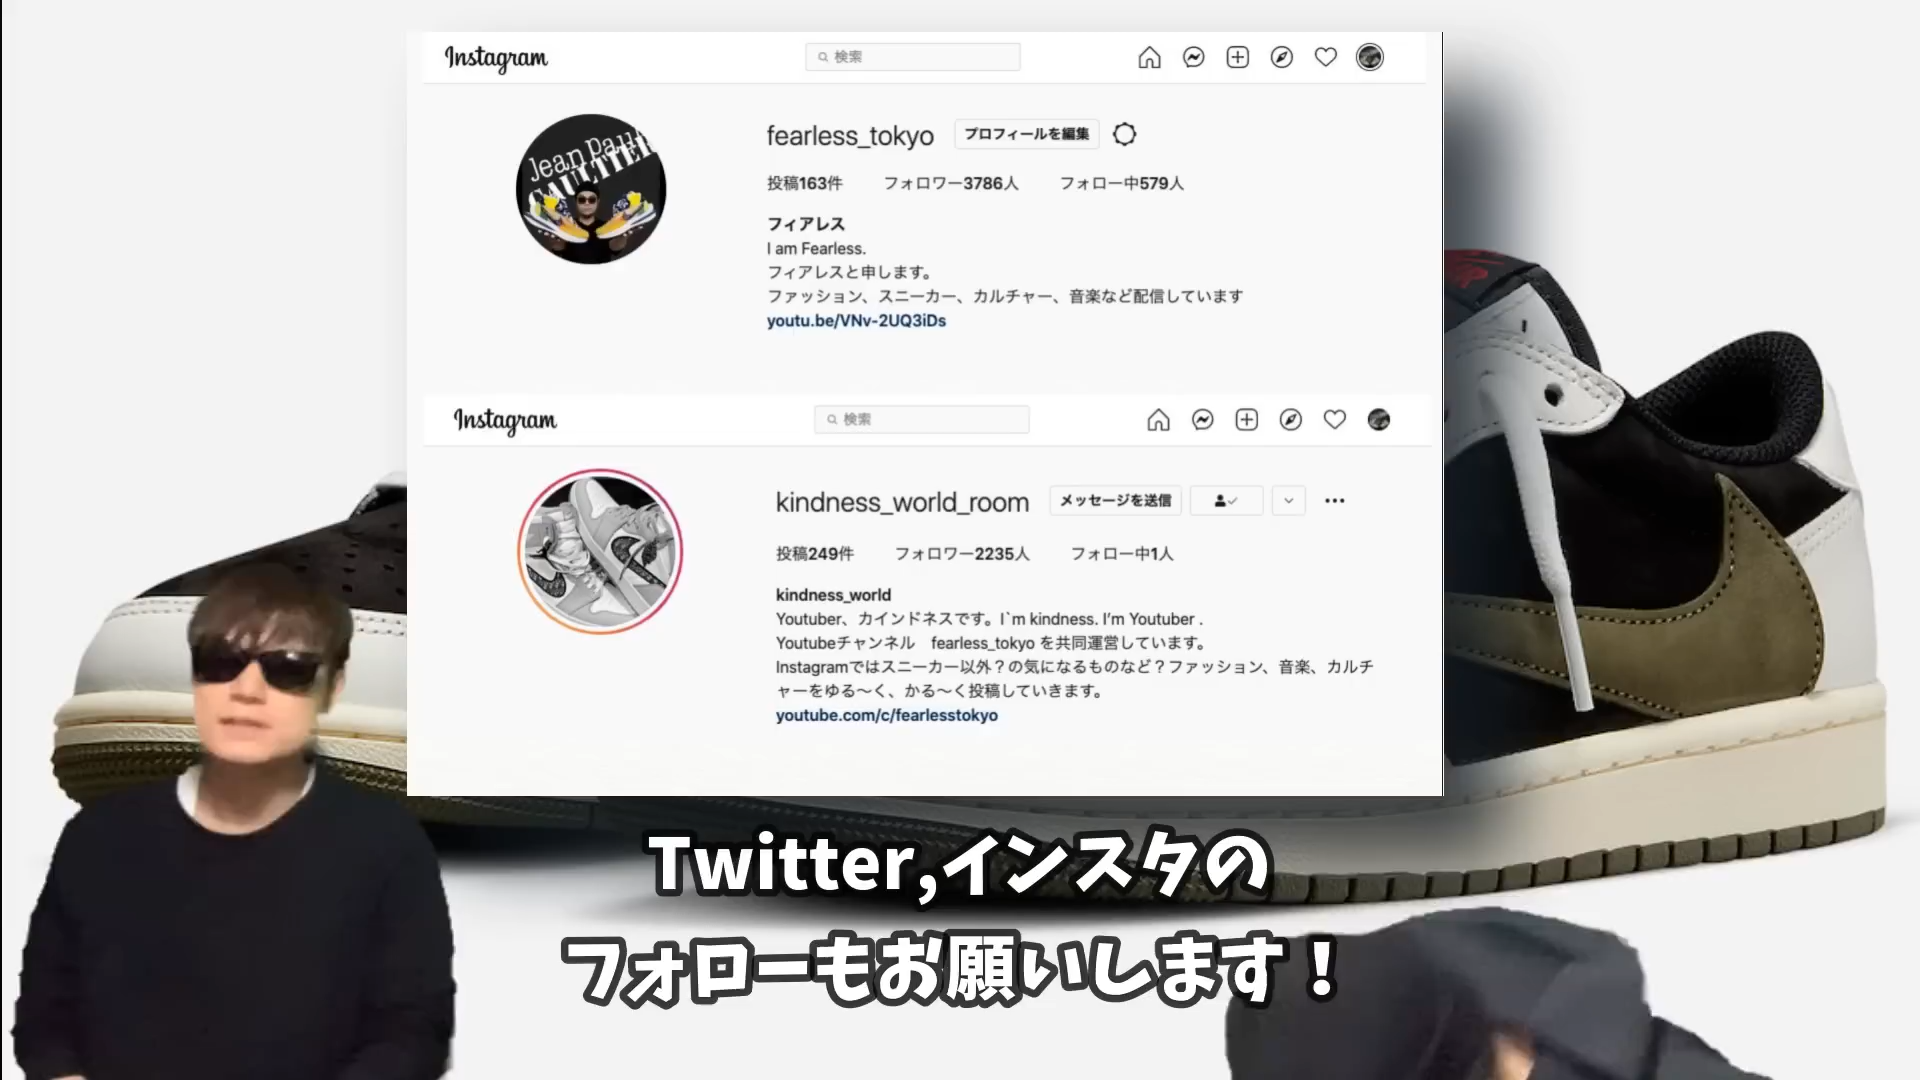 Instagram
検索
Jean Paul
GAULTIER
fearless_tokyo
プロフィールを編集
投稿163件 フォロワー3786人 フォロー中579人
フィアレス
I am Fearless.
フィアレスと申します。
ファッション、スニーカー、カルチャー、音楽など配信しています
youtu.be/VNv-2UQ3iDs
Instagram
検索
kindness_world_room
メッセージを送信
投稿249件 フォロワー2235人 フォロー中1人
kindness_world
Youtuber、カインドネスです。I`m kindness. I’m Youtuber .
Youtubeチャンネル　fearless_tokyo を共同運営しています。
Instagramではスニーカー以外？の気になるものなど？ファッション、音楽、カルチ
ャーをゆる〜く、かる〜く投稿していきます。
youtube.com/c/fearlesstokyo
Twitter,インスタの
フォローもお願いします！